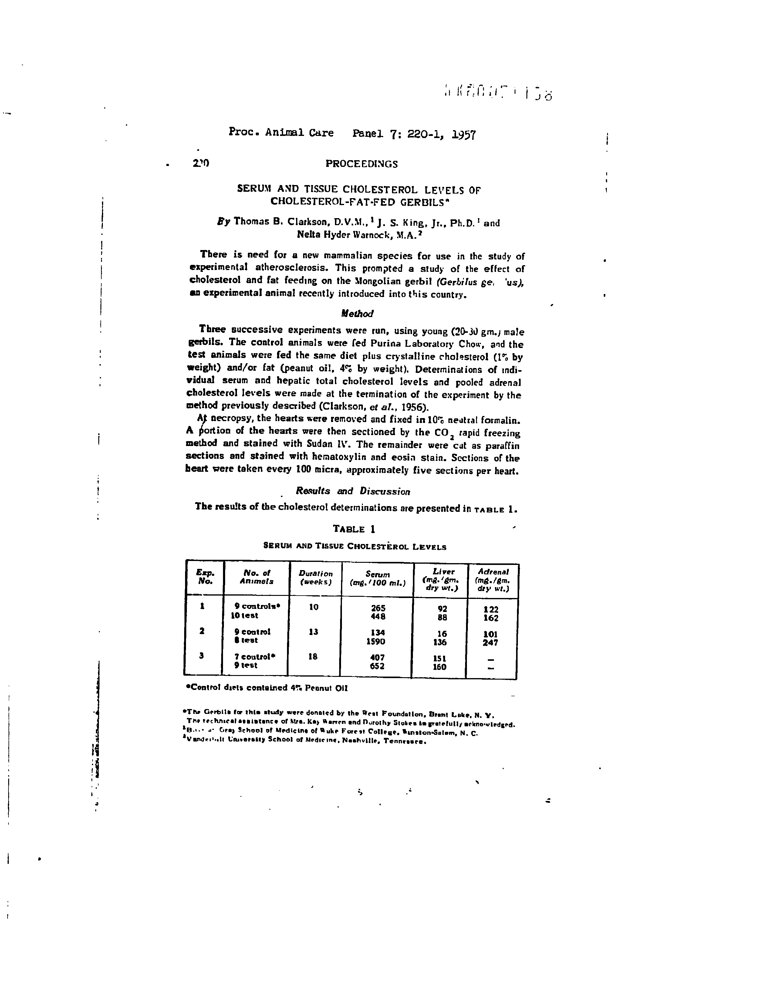 Proc. Animal Care Panel 7: 220-1, 1957
PROCEEDINGS
SERUM AND TISSUE CHOLESTEROL LEVELS OF
CHOLESTEROL-FAT-FED GERBILS*
By Thomas B. Clarkson, D.V.M.,¹ J. S. King, Jr., Ph.D.¹ and
Nelta Hyder Warnock, M.A.²
There is need for a new mammalian species for use in the study of
experimental atherosclerosis. This prompted a study of the effect of
cholesterol and fat feeding on the Mongolian gerbil (Gerbilus
an experimental animal recently introduced into this country.
Method
Three successive experiments were run, using young (20-30 gm.) male
gerbils. The control animals were fed Purina Laboratory Chow, and the
test animals were fed the same diet plus crystalline cholesterol (1% by
weight) and/or fat (peanut oil, 4% by weight). Determinations of indi-
vidual serum and hepatic total cholesterol levels and pooled adrenal
cholesterol levels were made at the termination of the experiment by the
method previously described (Clarkson, et al., 1956).
At necropsy, the hearts were removed and fixed in 10% neutral formalin.
A portion of the hearts were then sectioned by the CO₂ rapid freezing
method and stained with Sudan IV. The remainder were cut as paraffin
sections and stained with hematoxylin and eosin stain. Sections of the
heart were taken every 100 micra, approximately five sections per heart.
Results and Discussion
The results of the cholesterol determinations are presented in TABLE 1.
TABLE 1
SERUM AND TISSUE CHOLESTEROL LEVELS
Exp. No. of Duration Serum Liver Adrenal
No. Animals (weeks) (mg./100 ml.) (mg./gm. dry wt.) (mg./gm. dry wt.)
1 9 controls* 10 265 92 122
10 test 448 88 162
2 9 control 13 134 16 101
8 test 1590 136 247
3 7 control* 18 407 151 —
9 test 652 160 —
*Control diets contained 4% Peanut Oil
*The Gerbils for this study were donated by the West Foundation, Brant Lake, N. Y.
The technical assistance of Mrs. Kay Warren and Dorothy Stokes is gratefully acknowledged.
Gray School of Medicine of Wake Forest College, Winston-Salem, N. C.
²Vanderbilt University School of Medicine, Nashville, Tennessee.